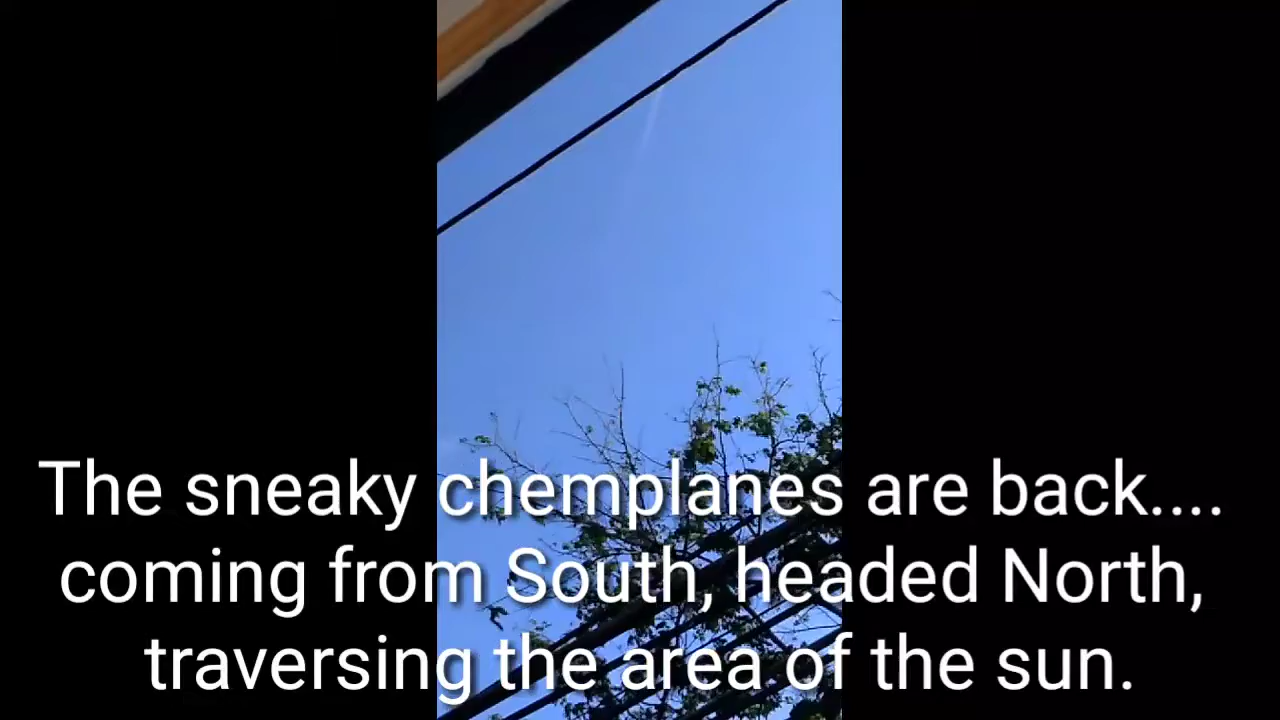 The sneaky chemplanes are back....
coming from South, headed North,
traversing the area of the sun.